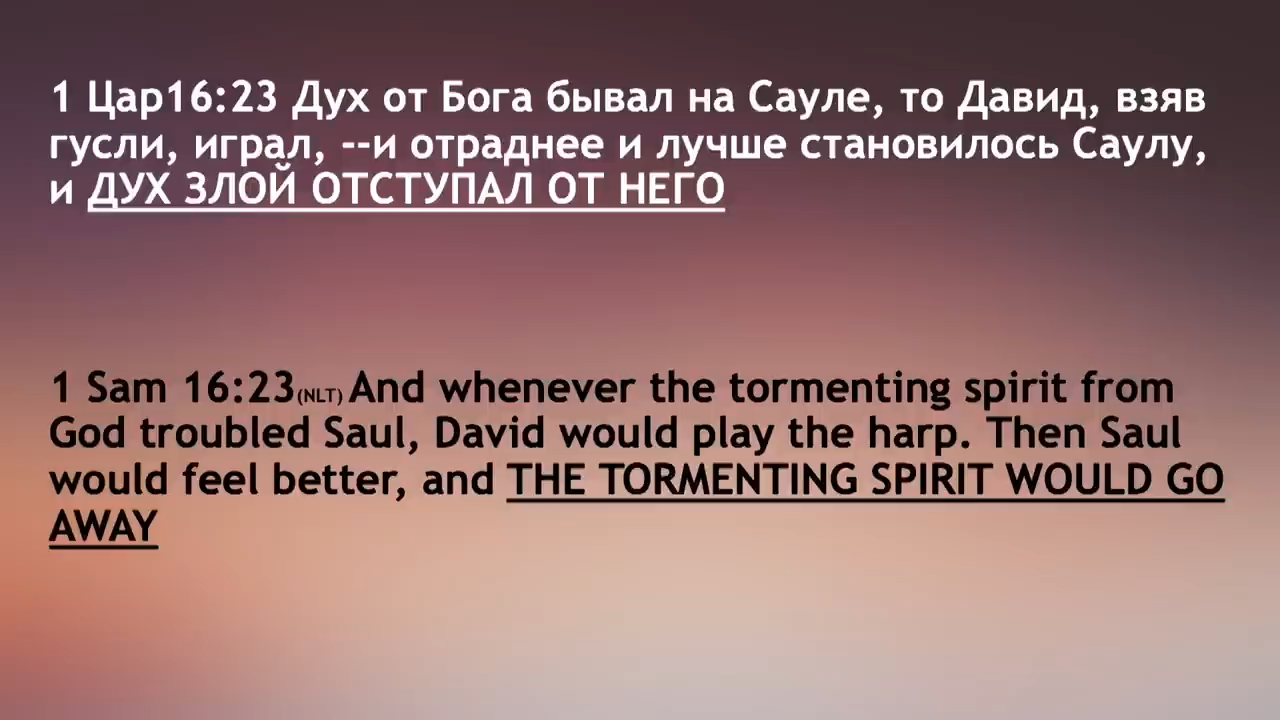 1 Цар16:23 Дух от Бога бывал на Сауле, то Давид, взяв
гусли, играл, --и отраднее и лучше становилось Саулу,
и ДУХ ЗЛОЙ ОТСТУПАЛ ОТ НЕГО
1 Sam 16:23(NLT) And whenever the tormenting spirit from
God troubled Saul, David would play the harp. Then Saul
would feel better, and THE TORMENTING SPIRIT WOULD GO
AWAY